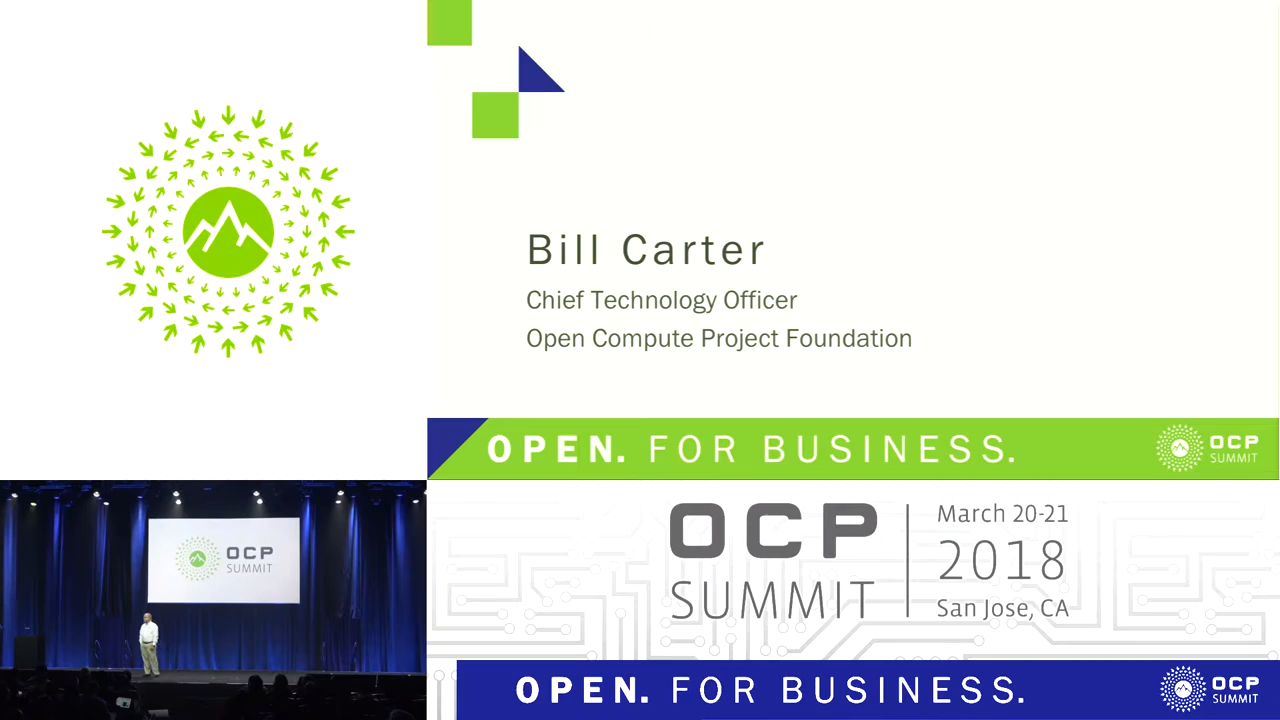 Bill Carter
Chief Technology Officer
Open Compute Project Foundation
OPEN. FOR BUSINESS.
OCP
SUMMIT
OCP
SUMMIT
OCP
SUMMIT
March 20-21
2018
San Jose, CA
OPEN. FOR BUSINESS.
OCP
SUMMIT